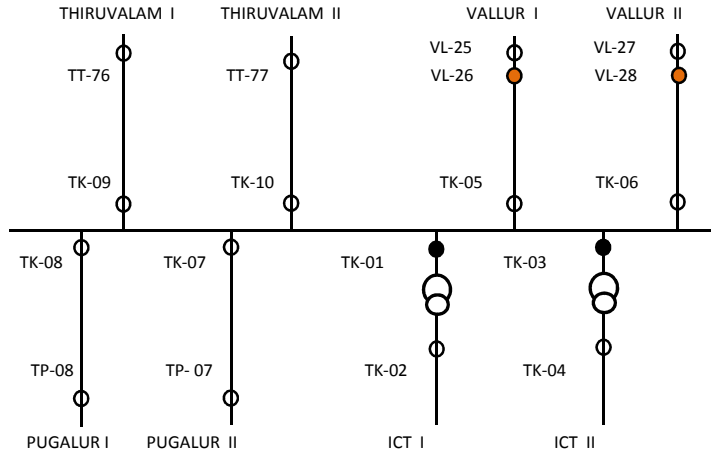 THIRUVALAM I THIRUVALAM II VALLUR I VALLUR II
VL-25 VL-27
TT-76 TT-77 VL-26 VL-28
TK-09 TK-10 TK-05 TK-06
TK-08 TK-07 TK-01 TK-03
TP-08 TP- 07 TK-02 TK-04
PUGALUR I PUGALUR II ICT I ICT II